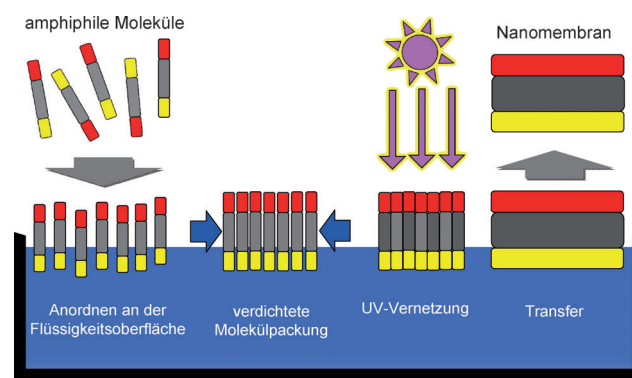 amphiphile Moleküle
Nanomembran
Anordnen an der
Flüssigkeitsoberfläche
verdichtete
Molekülpackung
UV-Vernetzung
Transfer